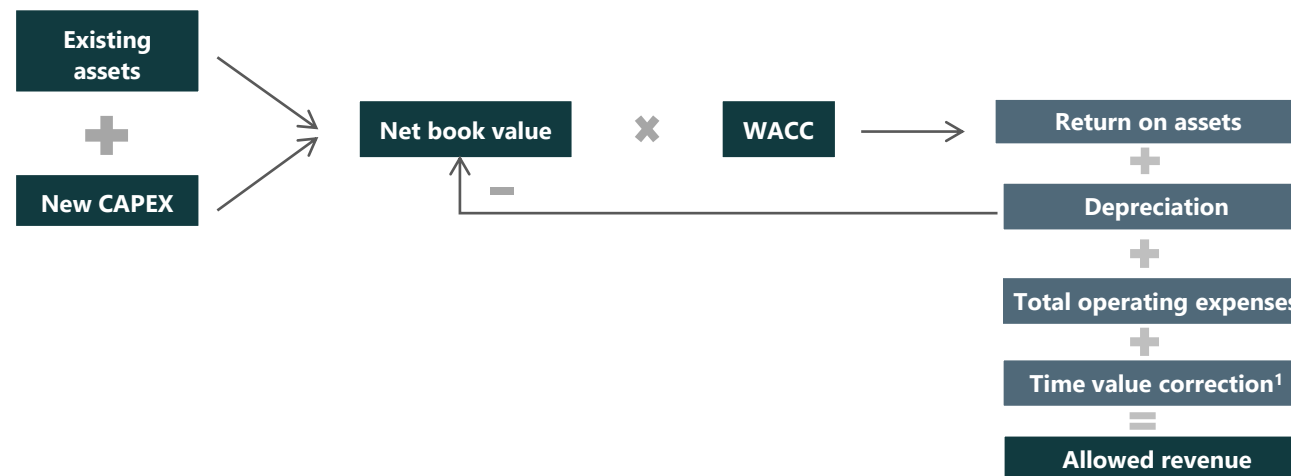 Existing
assets
New CAPEX
Net book value
WACC
Return on assets
Depreciation
Total operating expenses
Time value correction¹
Allowed revenue